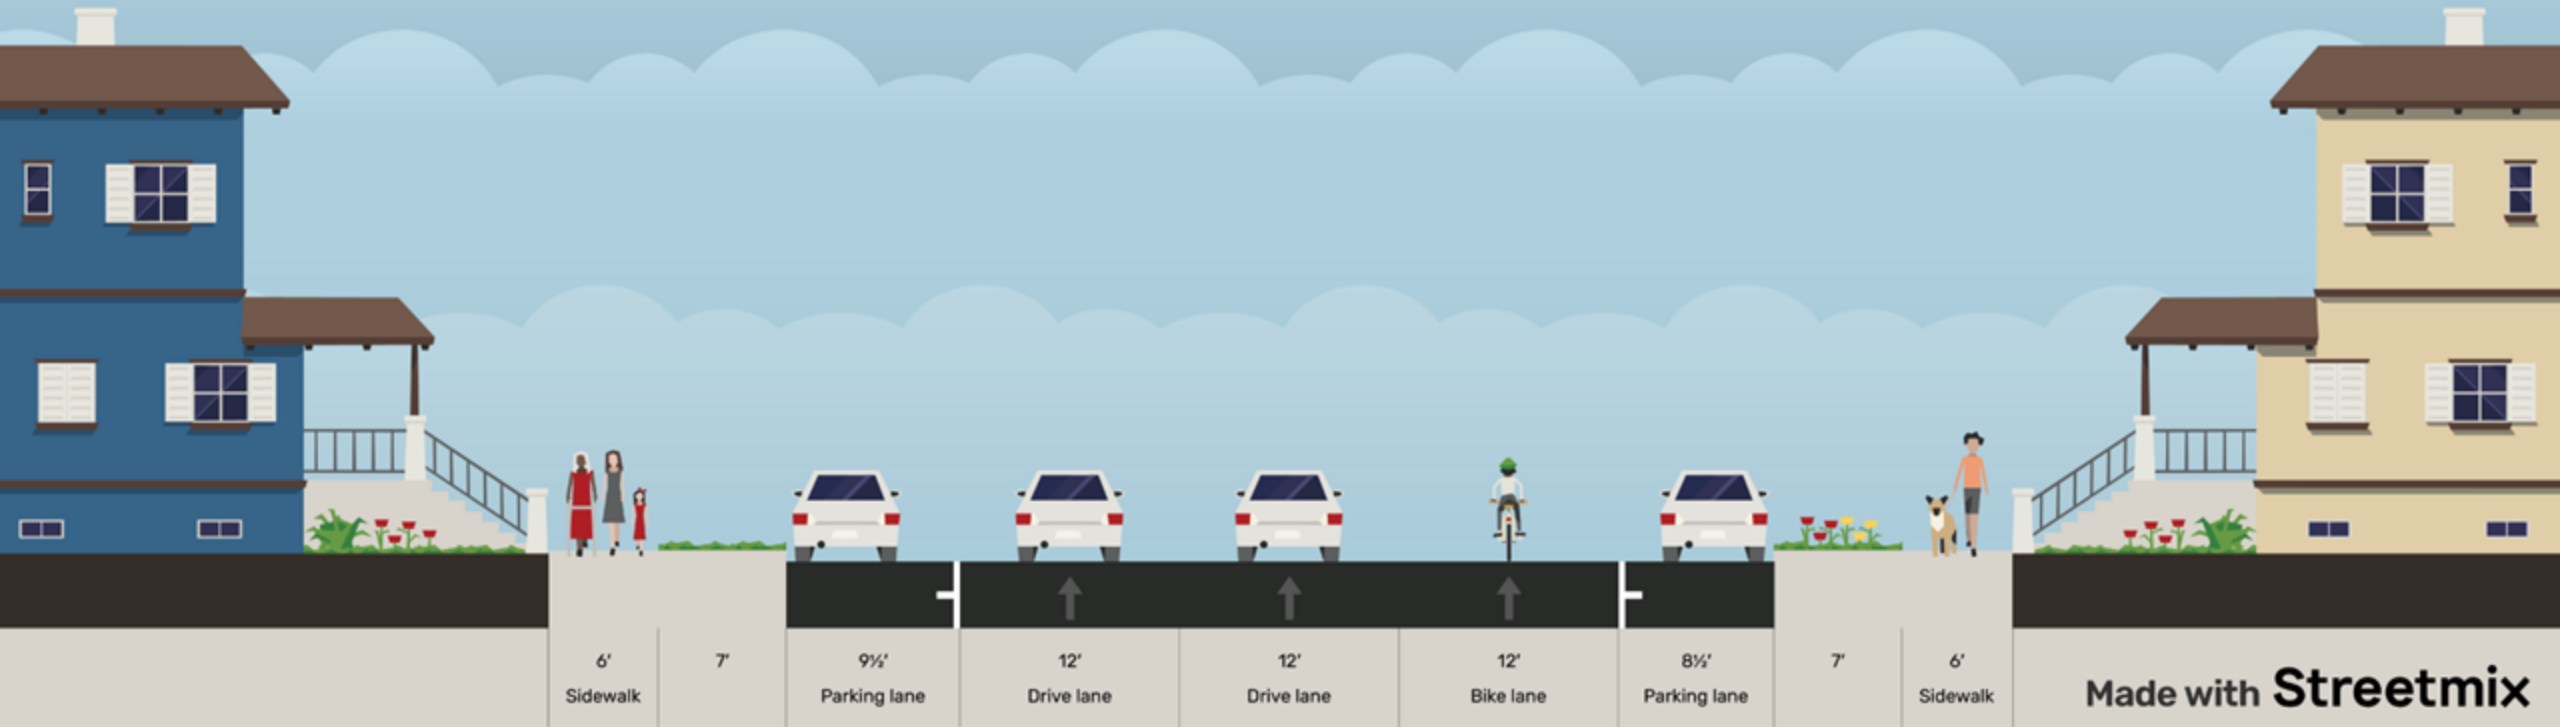 6' 7' 9½' 12' 12' 12' 8½' 7' 6'
Sidewalk Parking lane Drive lane Drive lane Bike lane Parking lane Sidewalk
Made with Streetmix